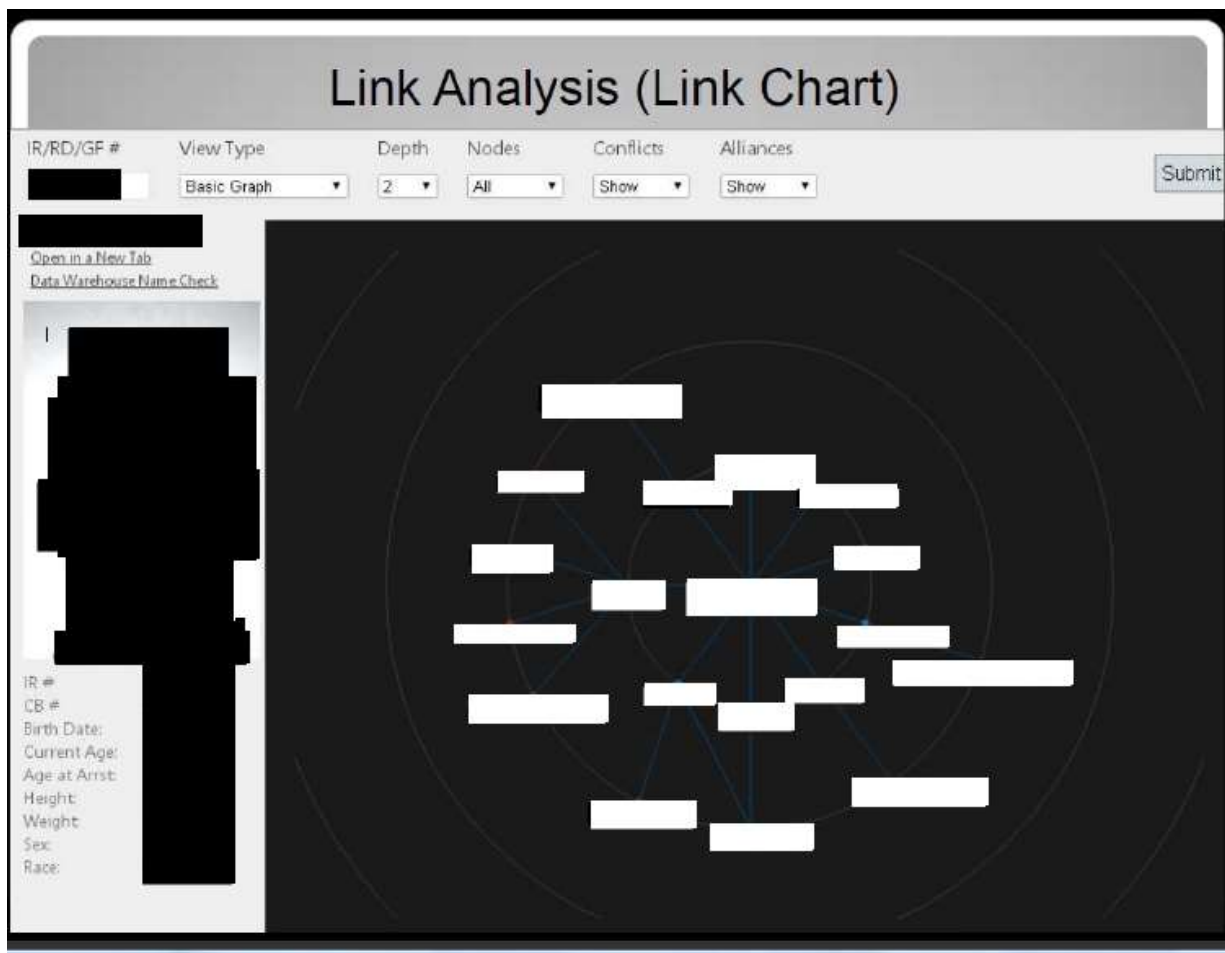 Link Analysis (Link Chart)
IR/RD/GF # View Type Depth Nodes Conflicts Alliances
Basic Graph 2 All Show Show Submit
Open in a New Tab
Data Warehouse Name Check
IR #
CB #
Birth Date:
Current Age:
Age at Arrst:
Height:
Weight:
Sex:
Race: